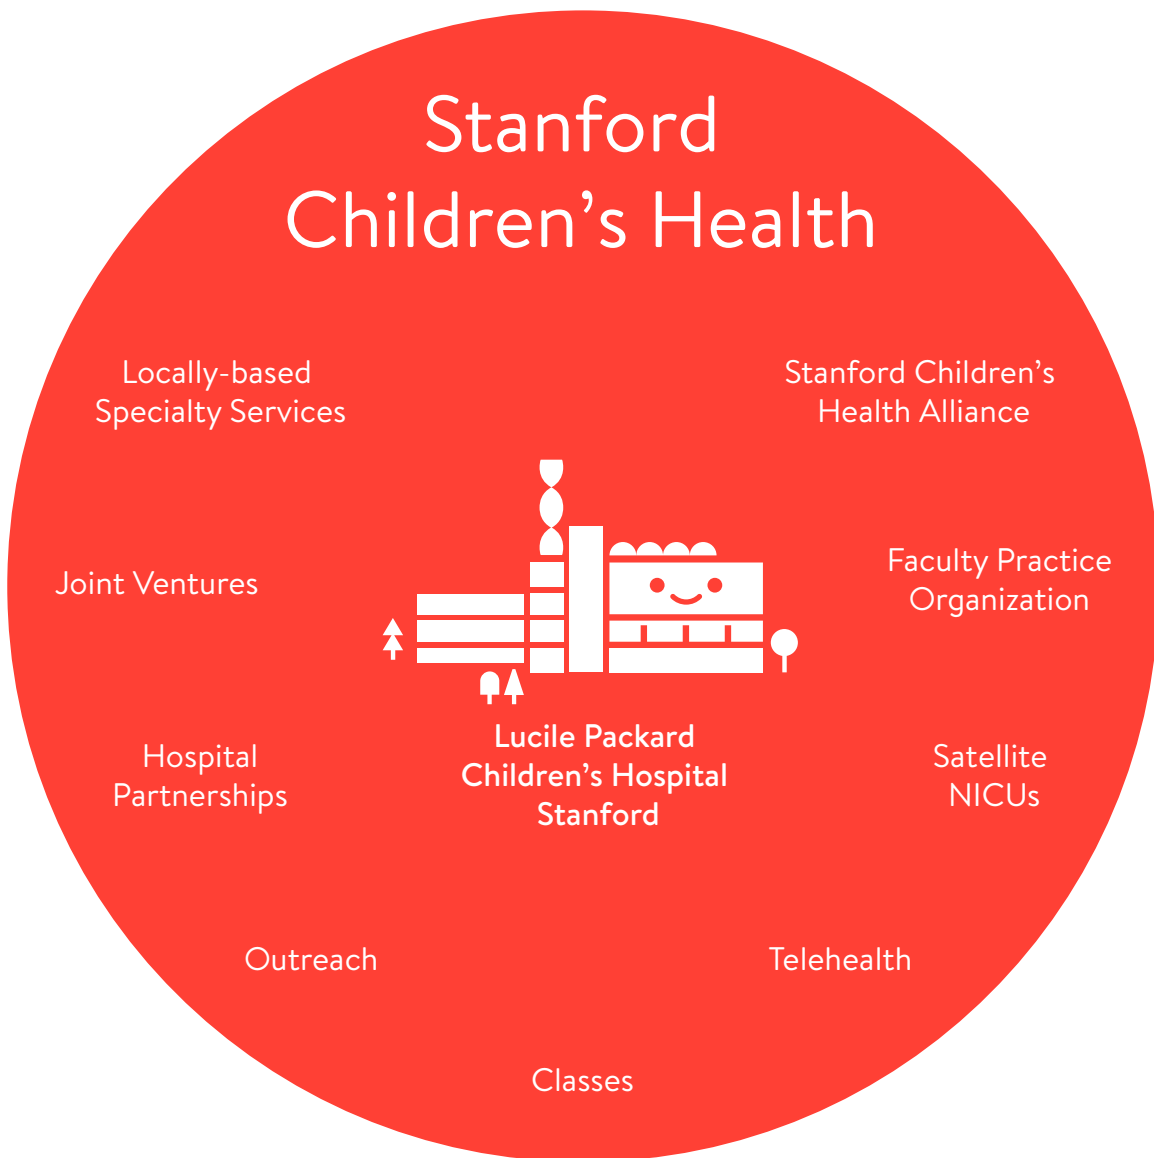 Stanford
Children’s Health
Locally-based
Specialty Services
Stanford Children’s
Health Alliance
Joint Ventures
Faculty Practice
Organization
Hospital
Partnerships
Lucile Packard
Children’s Hospital
Stanford
Satellite
NICUs
Outreach
Telehealth
Classes